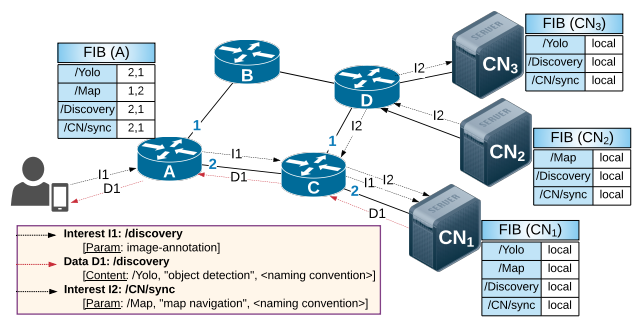 FIB (A)
/Yolo 2,1
/Map 1,2
/Discovery 2,1
/CN/sync 2,1
B
1
A
2
I1
D1
I1
D1
C
1
2
I1
I2
D1
D
I2
I2
I2
SERVER
CN3
SERVER
CN2
SERVER
CN1
FIB (CN3)
/Yolo local
/Discovery local
/CN/sync local
FIB (CN2)
/Map local
/Discovery local
/CN/sync local
FIB (CN1)
/Yolo local
/Map local
/Discovery local
/CN/sync local
Interest I1: /discovery
[Param: image-annotation]
Data D1: /discovery
[Content: /Yolo, "object detection", <naming convention>]
Interest I2: /CN/sync
[Param: /Map, "map navigation", <naming convention>]